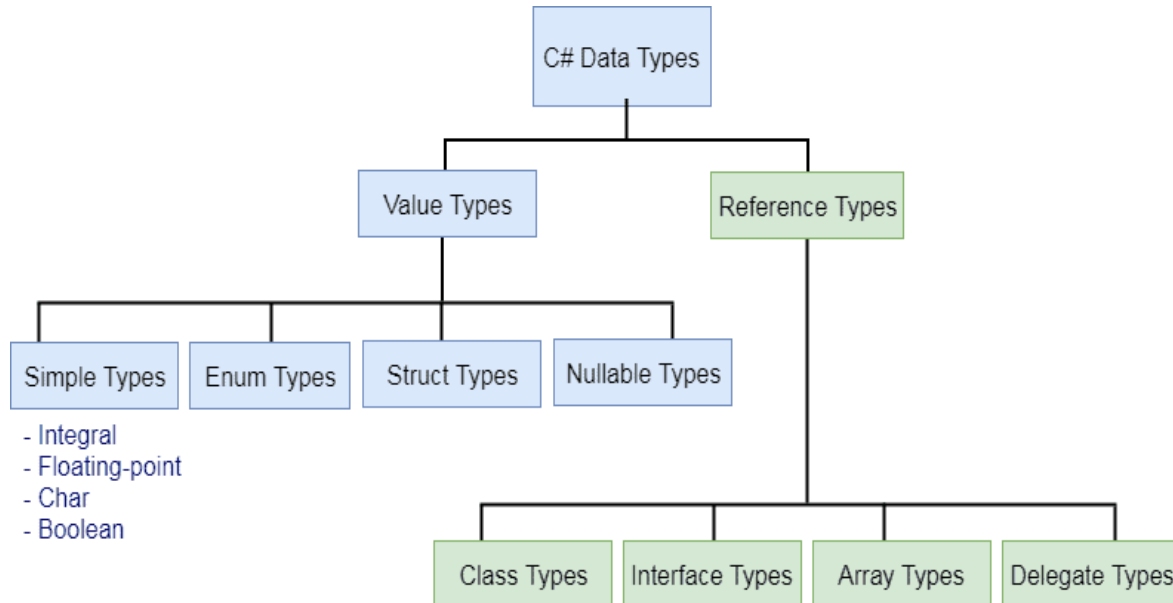 C# Data Types
Value Types
Reference Types
Simple Types
Enum Types
Struct Types
Nullable Types
- Integral
- Floating-point
- Char
- Boolean
Class Types
Interface Types
Array Types
Delegate Types